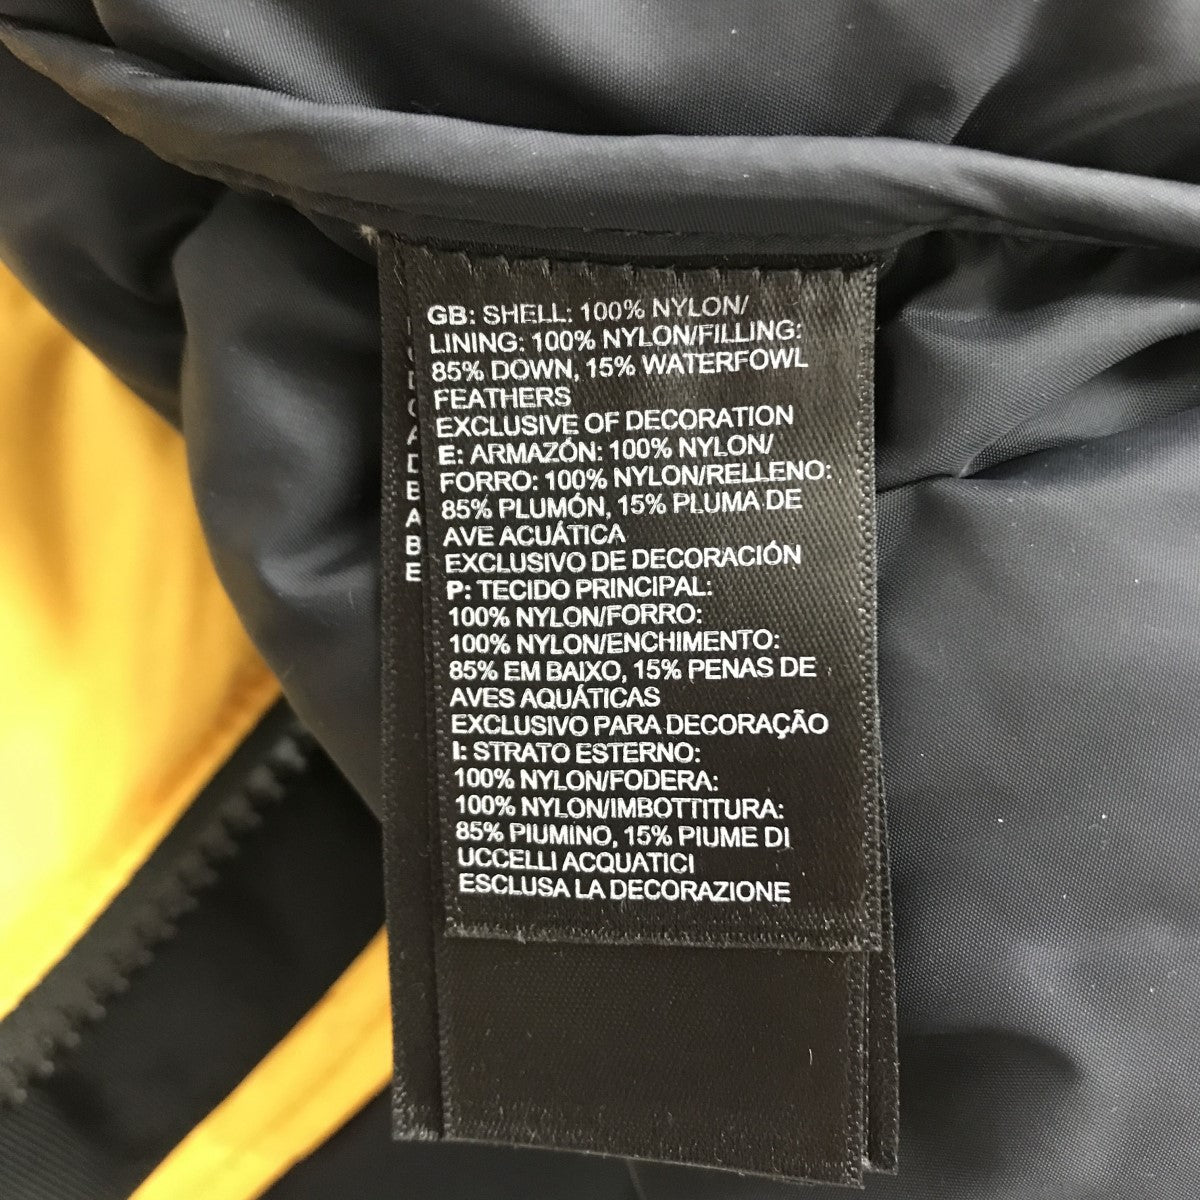 GB: SHELL: 100% NYLON/
LINING: 100% NYLON/FILLING:
85% DOWN, 15% WATERFOWL
FEATHERS
EXCLUSIVE OF DECORATION
E: ARMAZÓN: 100% NYLON/
FORRO: 100% NYLON/RELLENO:
85% PLUMÓN, 15% PLUMA DE
AVE ACUÁTICA
EXCLUSIVO DE DECORACIÓN
P: TECIDO PRINCIPAL:
100% NYLON/FORRO:
100% NYLON/ENCHIMENTO:
85% EM BAIXO, 15% PENAS DE
AVES AQUÁTICAS
EXCLUSIVO PARA DECORAÇÃO
I: STRATO ESTERNO:
100% NYLON/FODERA:
100% NYLON/IMBOTTITURA:
85% PIUMINO, 15% PIUME DI
UCCELLI ACQUATICI
ESCLUSA LA DECORAZIONE